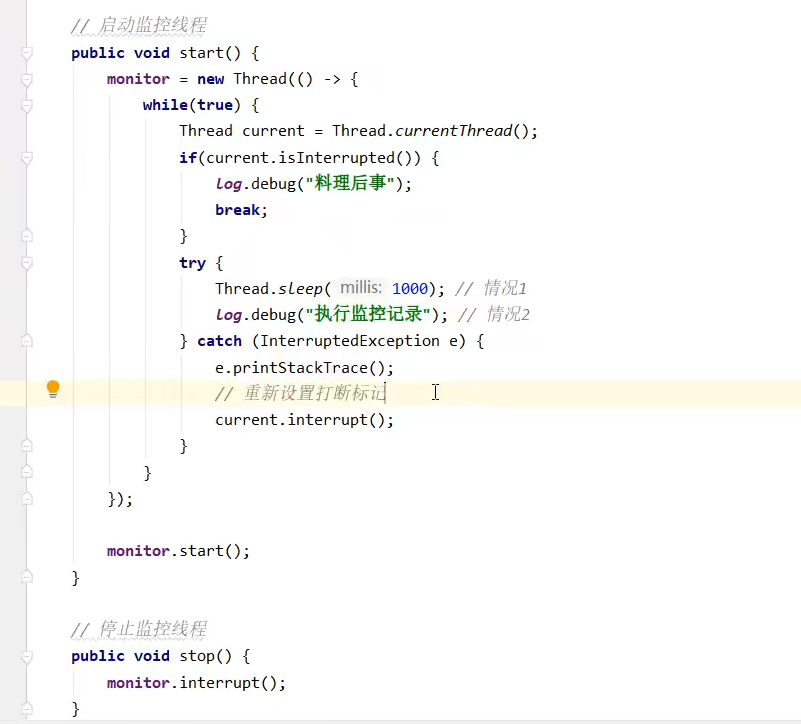 // 启动监控线程
public void start() {
monitor = new Thread(() -> {
while(true) {
Thread current = Thread.currentThread();
if(current.isInterrupted()) {
log.debug("料理后事");
break;
}
try {
Thread.sleep( millis: 1000); // 情况1
log.debug("执行监控记录"); // 情况2
} catch (InterruptedException e) {
e.printStackTrace();
// 重新设置打断标记
current.interrupt();
}
}
});
monitor.start();
}
// 停止监控线程
public void stop() {
monitor.interrupt();
}